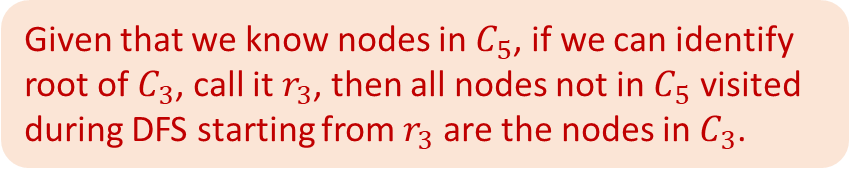 Given that we know nodes in C₅, if we can identify
root of C₃, call it r₃, then all nodes not in C₅ visited
during DFS starting from r₃ are the nodes in C₃.